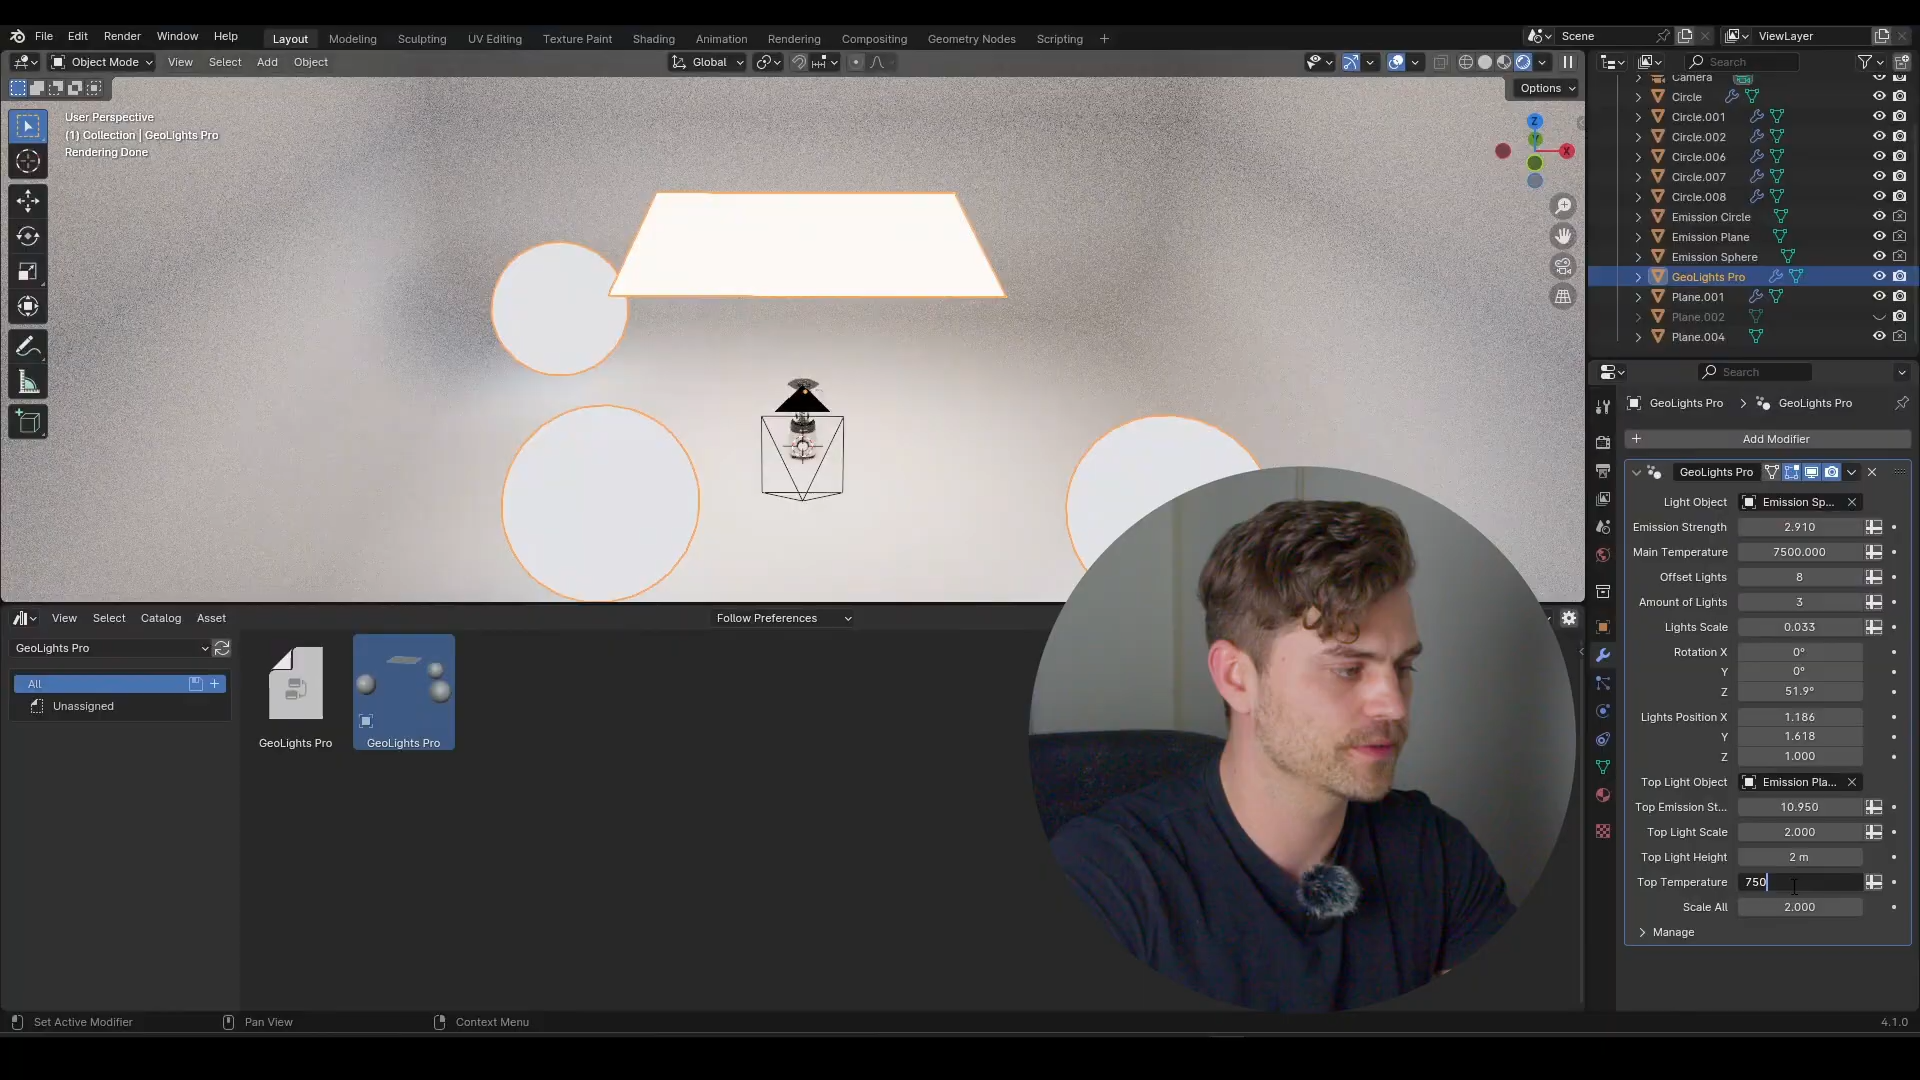 File Edit Render Window Help
Layout Modeling Sculpting UV Editing Texture Paint Shading Animation Rendering Compositing Geometry Nodes Scripting +
Scene
ViewLayer
Object Mode View Select Add Object
Global
Options
User Perspective
(1) Collection | GeoLights Pro
Rendering Done
Z
Y
X
Search
Camera
Circle
Circle.001
Circle.002
Circle.006
Circle.007
Circle.008
Emission Circle
Emission Plane
Emission Sphere
GeoLights Pro
Plane.001
Plane.002
Plane.004
Search
GeoLights Pro > GeoLights Pro
+ Add Modifier
GeoLights Pro
Light Object Emission Sp...
Emission Strength 2.910
Main Temperature 7500.000
Offset Lights 8
Amount of Lights 3
Lights Scale 0.033
Rotation X 0°
Y 0°
Z 51.9°
Lights Position X 1.186
Y 1.618
Z 1.000
Top Light Object Emission Pla...
Top Emission St... 10.950
Top Light Scale 2.000
Top Light Height 2 m
Top Temperature 750
Scale All 2.000
Manage
View Select Catalog Asset
Follow Preferences
GeoLights Pro
All
Unassigned
GeoLights Pro
GeoLights Pro
Set Active Modifier
Pan View
Context Menu
4.1.0